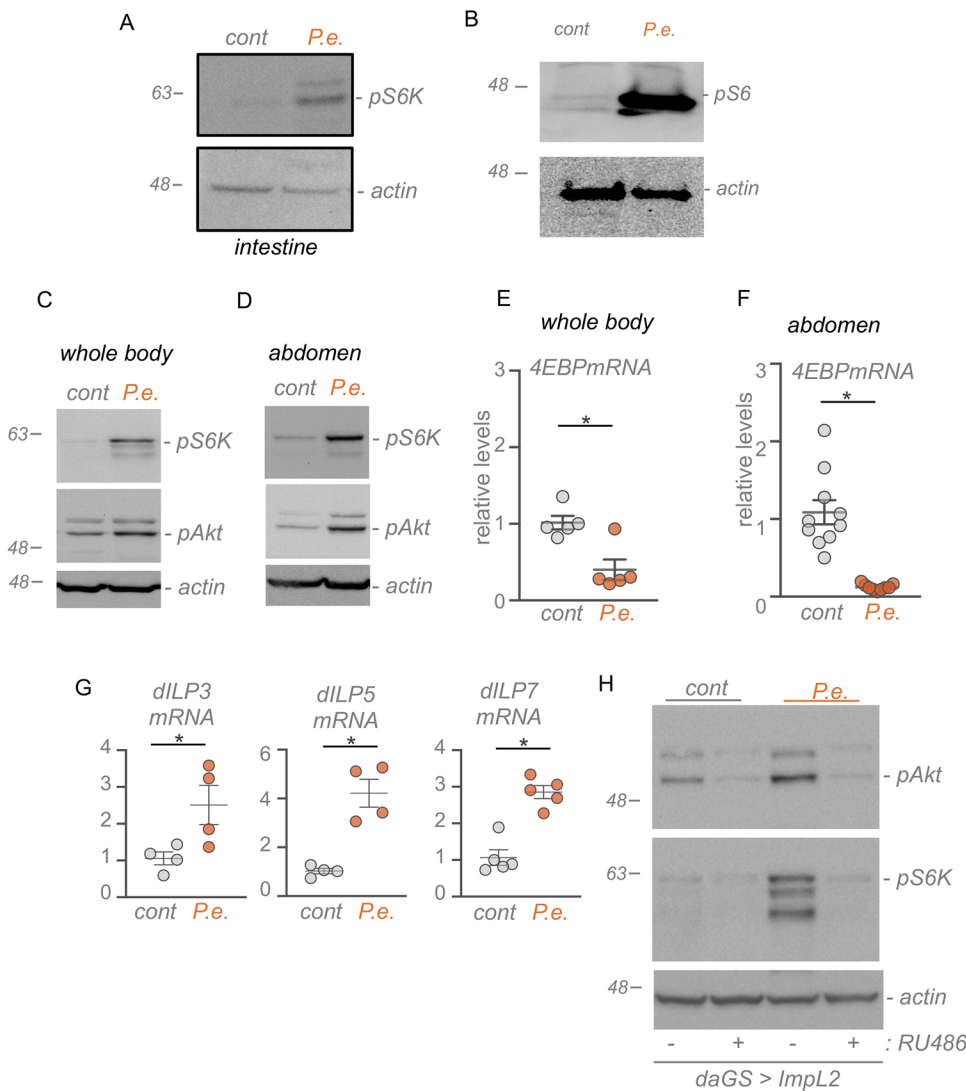 A
cont P.e.
63–
- pS6K
48–
- actin
intestine
B
cont P.e.
48 –
- pS6
48 –
- actin
C
whole body
cont P.e.
63–
- pS6K
- pAkt
48–
48–
- actin
D
abdomen
cont P.e.
- pS6K
- pAkt
- actin
E
whole body
4EBPmRNA
*
relative levels
3
2
1
0
cont P.e.
F
abdomen
4EBPmRNA
*
relative levels
3
2
1
0
cont P.e.
G
dILP3
mRNA
*
4
3
2
1
0
cont P.e.
dILP5
mRNA
*
6
4
2
0
cont P.e.
dILP7
mRNA
*
4
3
2
1
0
cont P.e.
H
cont P.e.
- pAkt
48–
63–
- pS6K
48–
- actin
- + - + : RU486
daGS > ImpL2